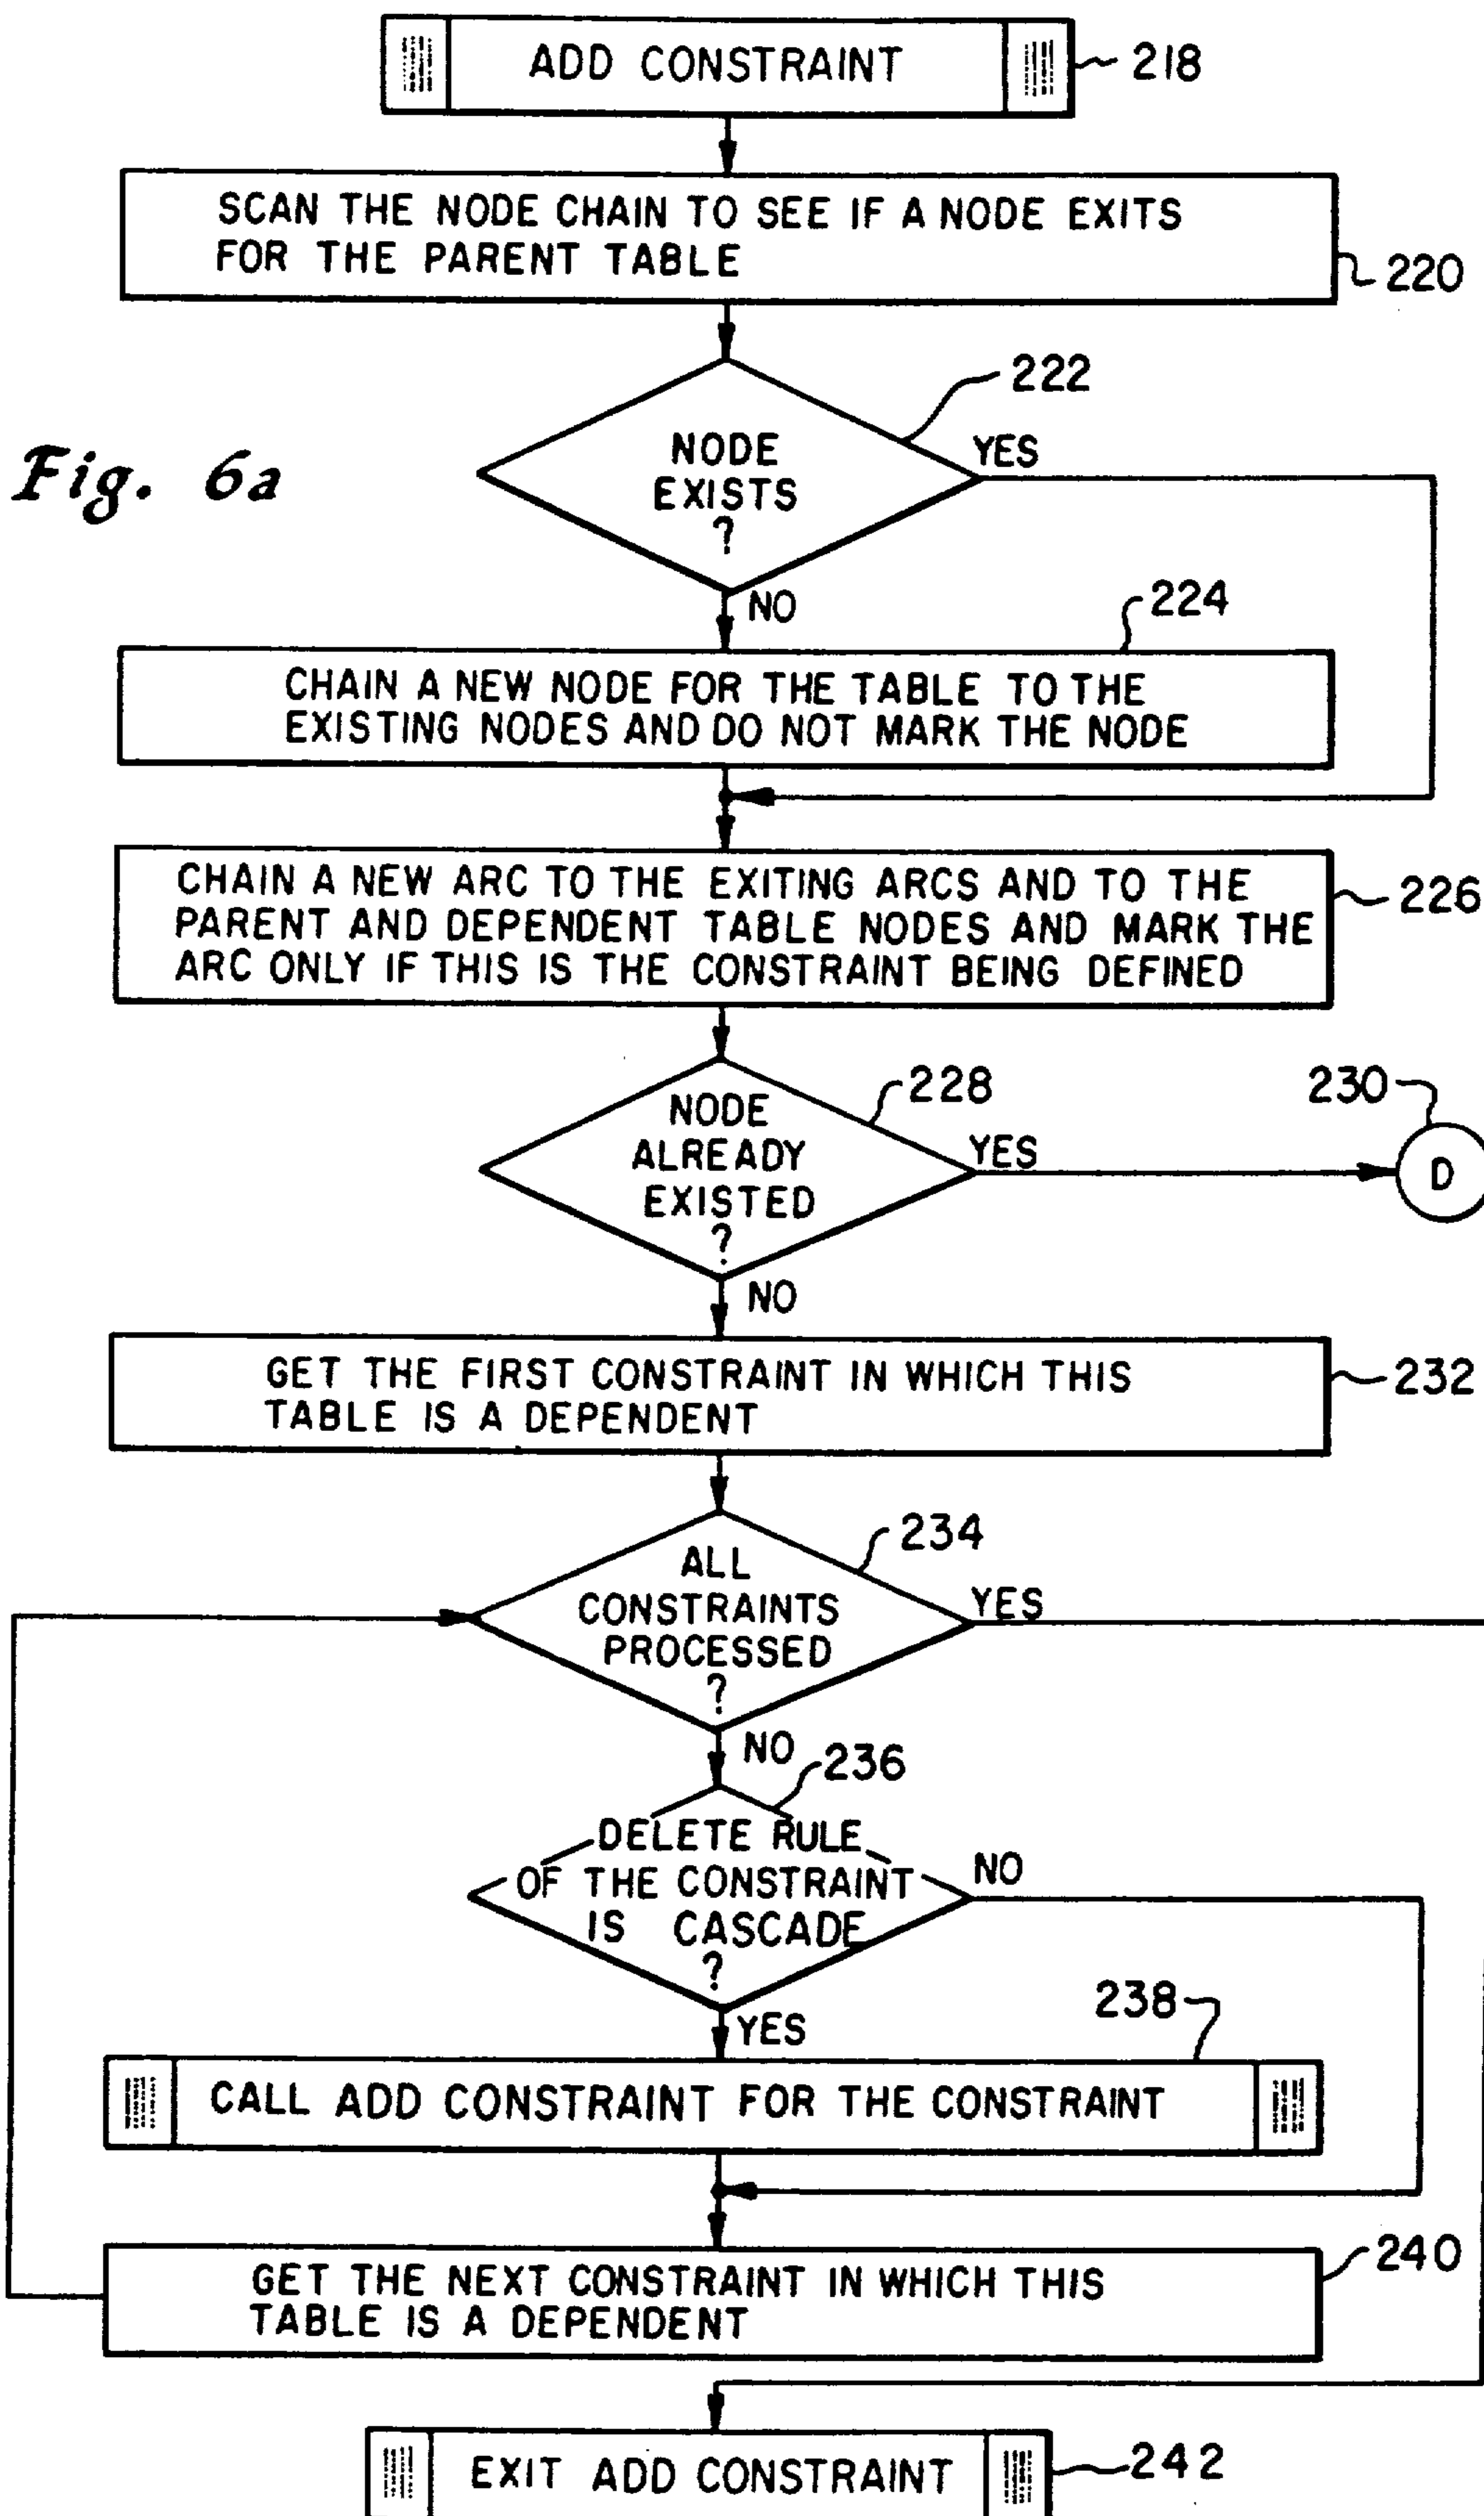 ADD CONSTRAINT
218
SCAN THE NODE CHAIN TO SEE IF A NODE EXITS
FOR THE PARENT TABLE
220
222
NODE
EXISTS
?
YES
Fig. 6a
NO
224
CHAIN A NEW NODE FOR THE TABLE TO THE
EXISTING NODES AND DO NOT MARK THE NODE
CHAIN A NEW ARC TO THE EXITING ARCS AND TO THE
PARENT AND DEPENDENT TABLE NODES AND MARK THE
ARC ONLY IF THIS IS THE CONSTRAINT BEING DEFINED
226
228
NODE
ALREADY
EXISTED
?
YES
230
D
NO
GET THE FIRST CONSTRAINT IN WHICH THIS
TABLE IS A DEPENDENT
232
234
ALL
CONSTRAINTS
PROCESSED
?
YES
NO
236
DELETE RULE
OF THE CONSTRAINT
IS CASCADE
?
NO
YES
238
CALL ADD CONSTRAINT FOR THE CONSTRAINT
GET THE NEXT CONSTRAINT IN WHICH THIS
TABLE IS A DEPENDENT
240
EXIT ADD CONSTRAINT
242